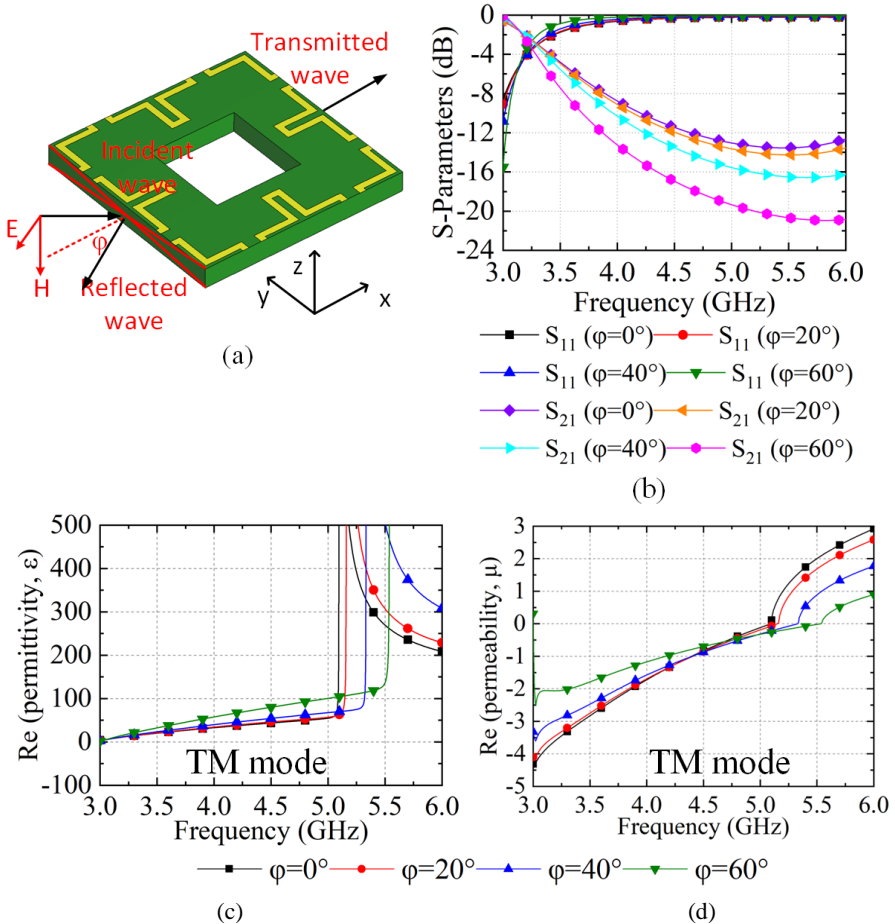 Transmitted
wave
Incident
wave
E
φ
H
Reflected
wave
z
y
x
(a)
S-Parameters (dB)
0
-4
-8
-12
-16
-20
-24
3.0 3.5 4.0 4.5 5.0 5.5 6.0
Frequency (GHz)
S11 (φ=0°) S11 (φ=20°)
S11 (φ=40°) S11 (φ=60°)
S21 (φ=0°) S21 (φ=20°)
S21 (φ=40°) S21 (φ=60°)
(b)
Re (permittivity, ε)
500
400
300
200
100
0
-100
TM mode
3.0 3.5 4.0 4.5 5.0 5.5 6.0
Frequency (GHz)
Re (permeability, μ)
3
2
1
0
-1
-2
-3
-4
-5
TM mode
3.0 3.5 4.0 4.5 5.0 5.5 6.0
Frequency (GHz)
φ=0° φ=20° φ=40° φ=60°
(c) (d)